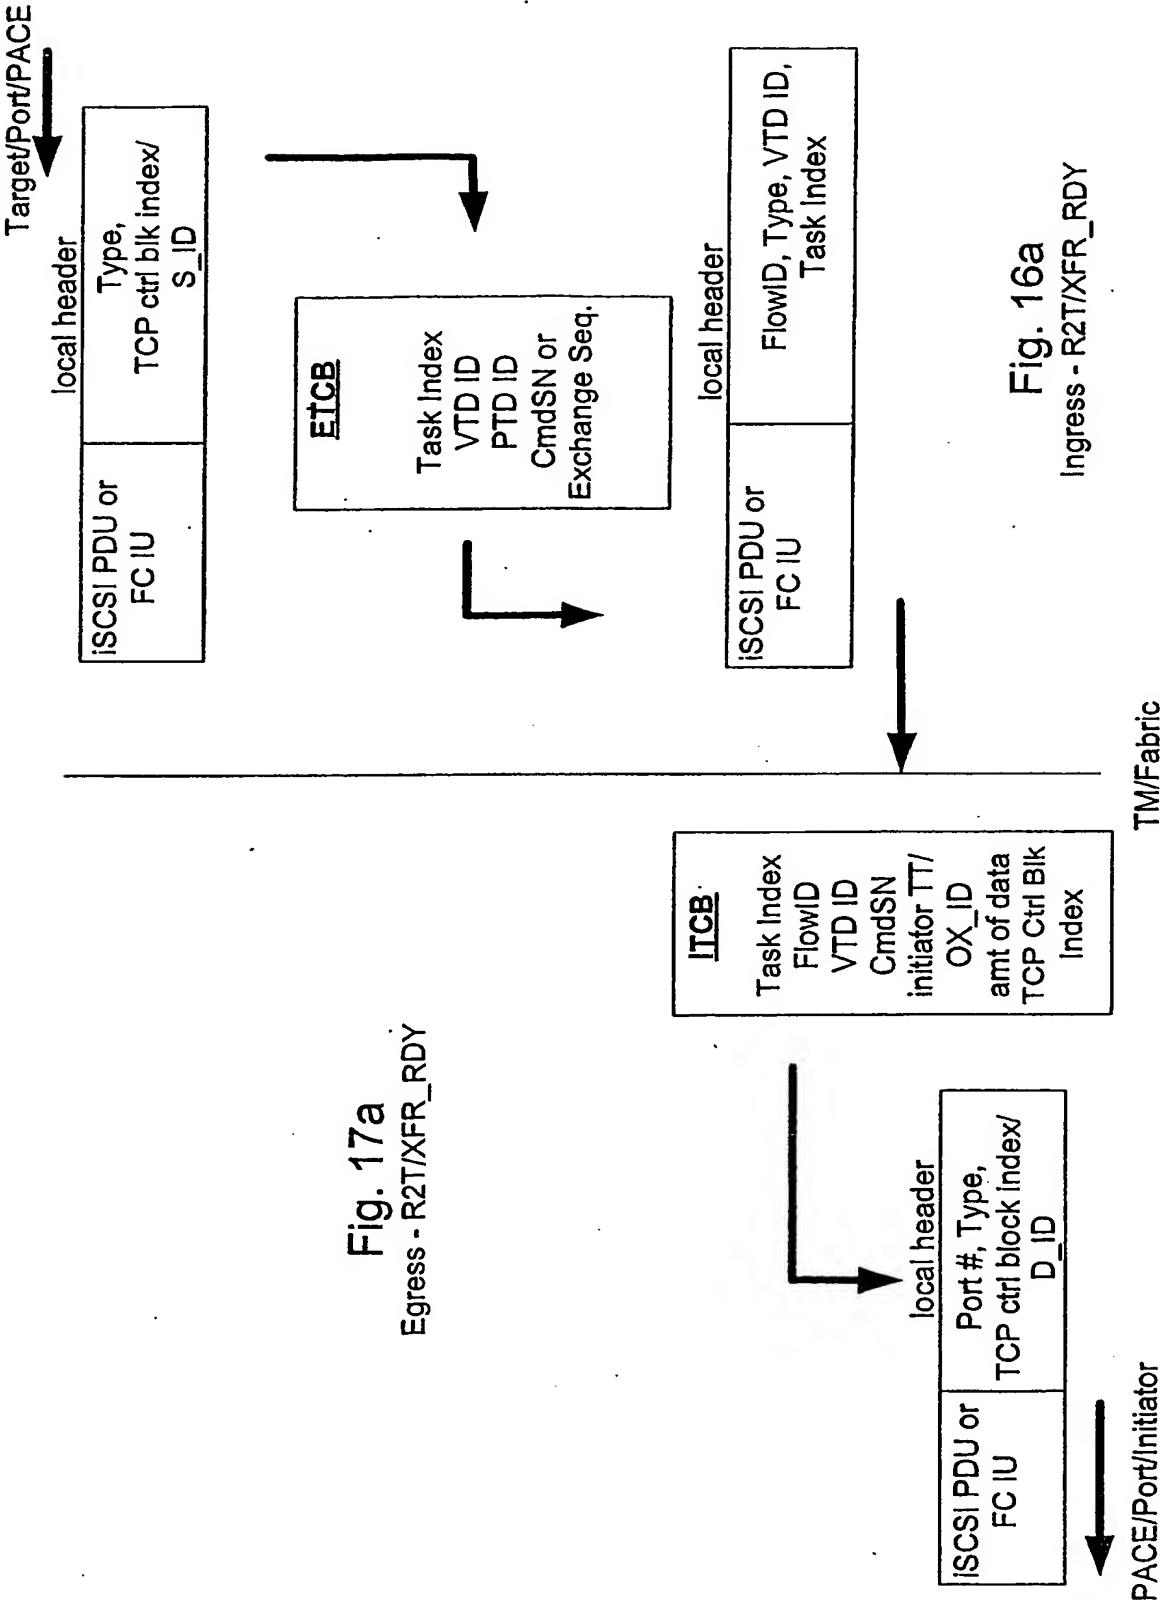 Target/Port/PACE
local header
iSCSI PDU or
FC IU
Type,
TCP ctrl blk index/
S_ID
ETCB
Task Index
VTD ID
PTD ID
CmdSN or
Exchange Seq.
local header
iSCSI PDU or
FC IU
FlowID, Type, VTD ID,
Task Index
Fig. 16a
Ingress - R2T/XFR_RDY
TM/Fabric
Fig. 17a
Egress - R2T/XFR_RDY
ITCB
Task Index
FlowID
VTD ID
CmdSN
initiator TT/
OX_ID
amt of data
TCP Ctrl Blk
Index
local header
iSCSI PDU or
FC IU
Port #, Type,
TCP ctrl block index/
D_ID
PACE/Port/Initiator